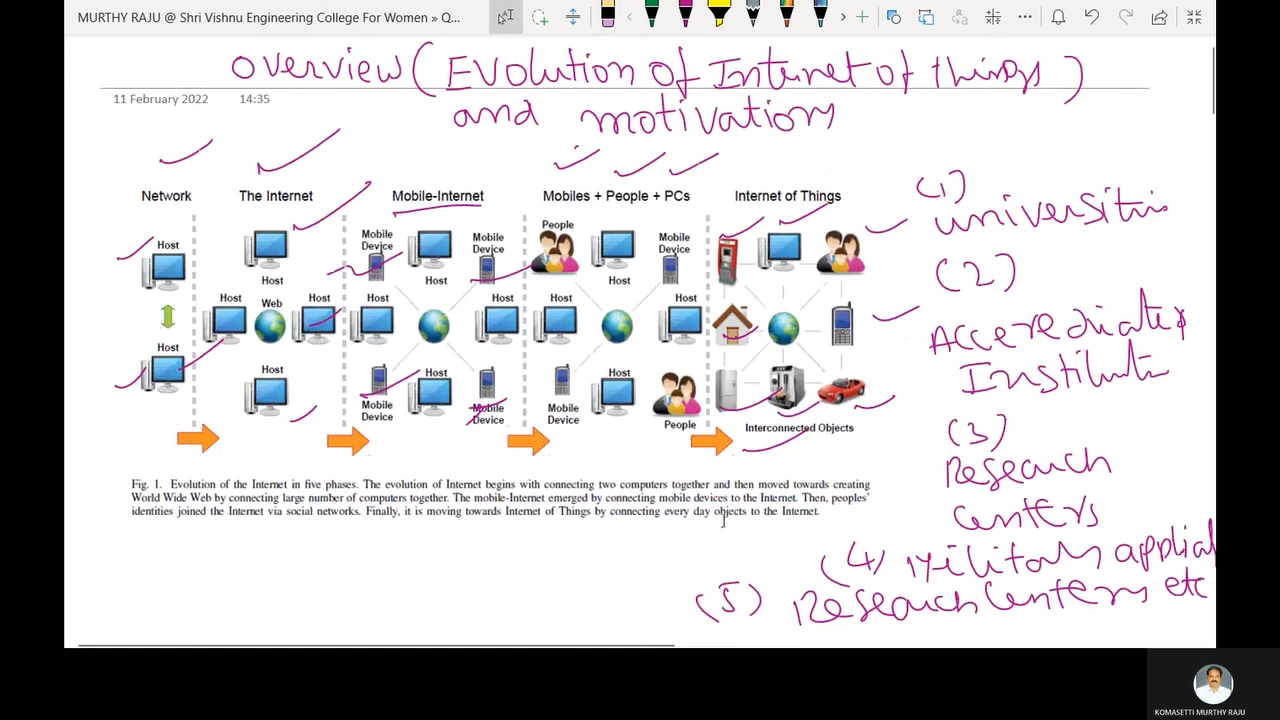 MURTHY RAJU @ Shri Vishnu Engineering College For Women » Q...
Overview (Evolution of Internet of things)
and motivations
11 February 2022 14:35
Network
The Internet
Mobile-Internet
Mobiles + People + PCs
Internet of Things
Host
Host
Host
Host
Web
Host
Host
Mobile
Device
Host
Mobile
Device
Host
Host
Mobile
Device
Host
Mobile
Device
People
Host
Mobile
Device
Host
Host
Mobile
Device
Host
People
Interconnected Objects
Fig. 1. Evolution of the Internet in five phases. The evolution of Internet begins with connecting two computers together and then moved towards creating
World Wide Web by connecting large number of computers together. The mobile-Internet emerged by connecting mobile devices to the Internet. Then, peoples'
identities joined the Internet via social networks. Finally, it is moving towards Internet of Things by connecting every day objects to the Internet.
(1)
universities
(2)
Institute
(3)
Research
centers
(4) Military
(5) Research Centers etc
KOMASETTI MURTHY RAJU